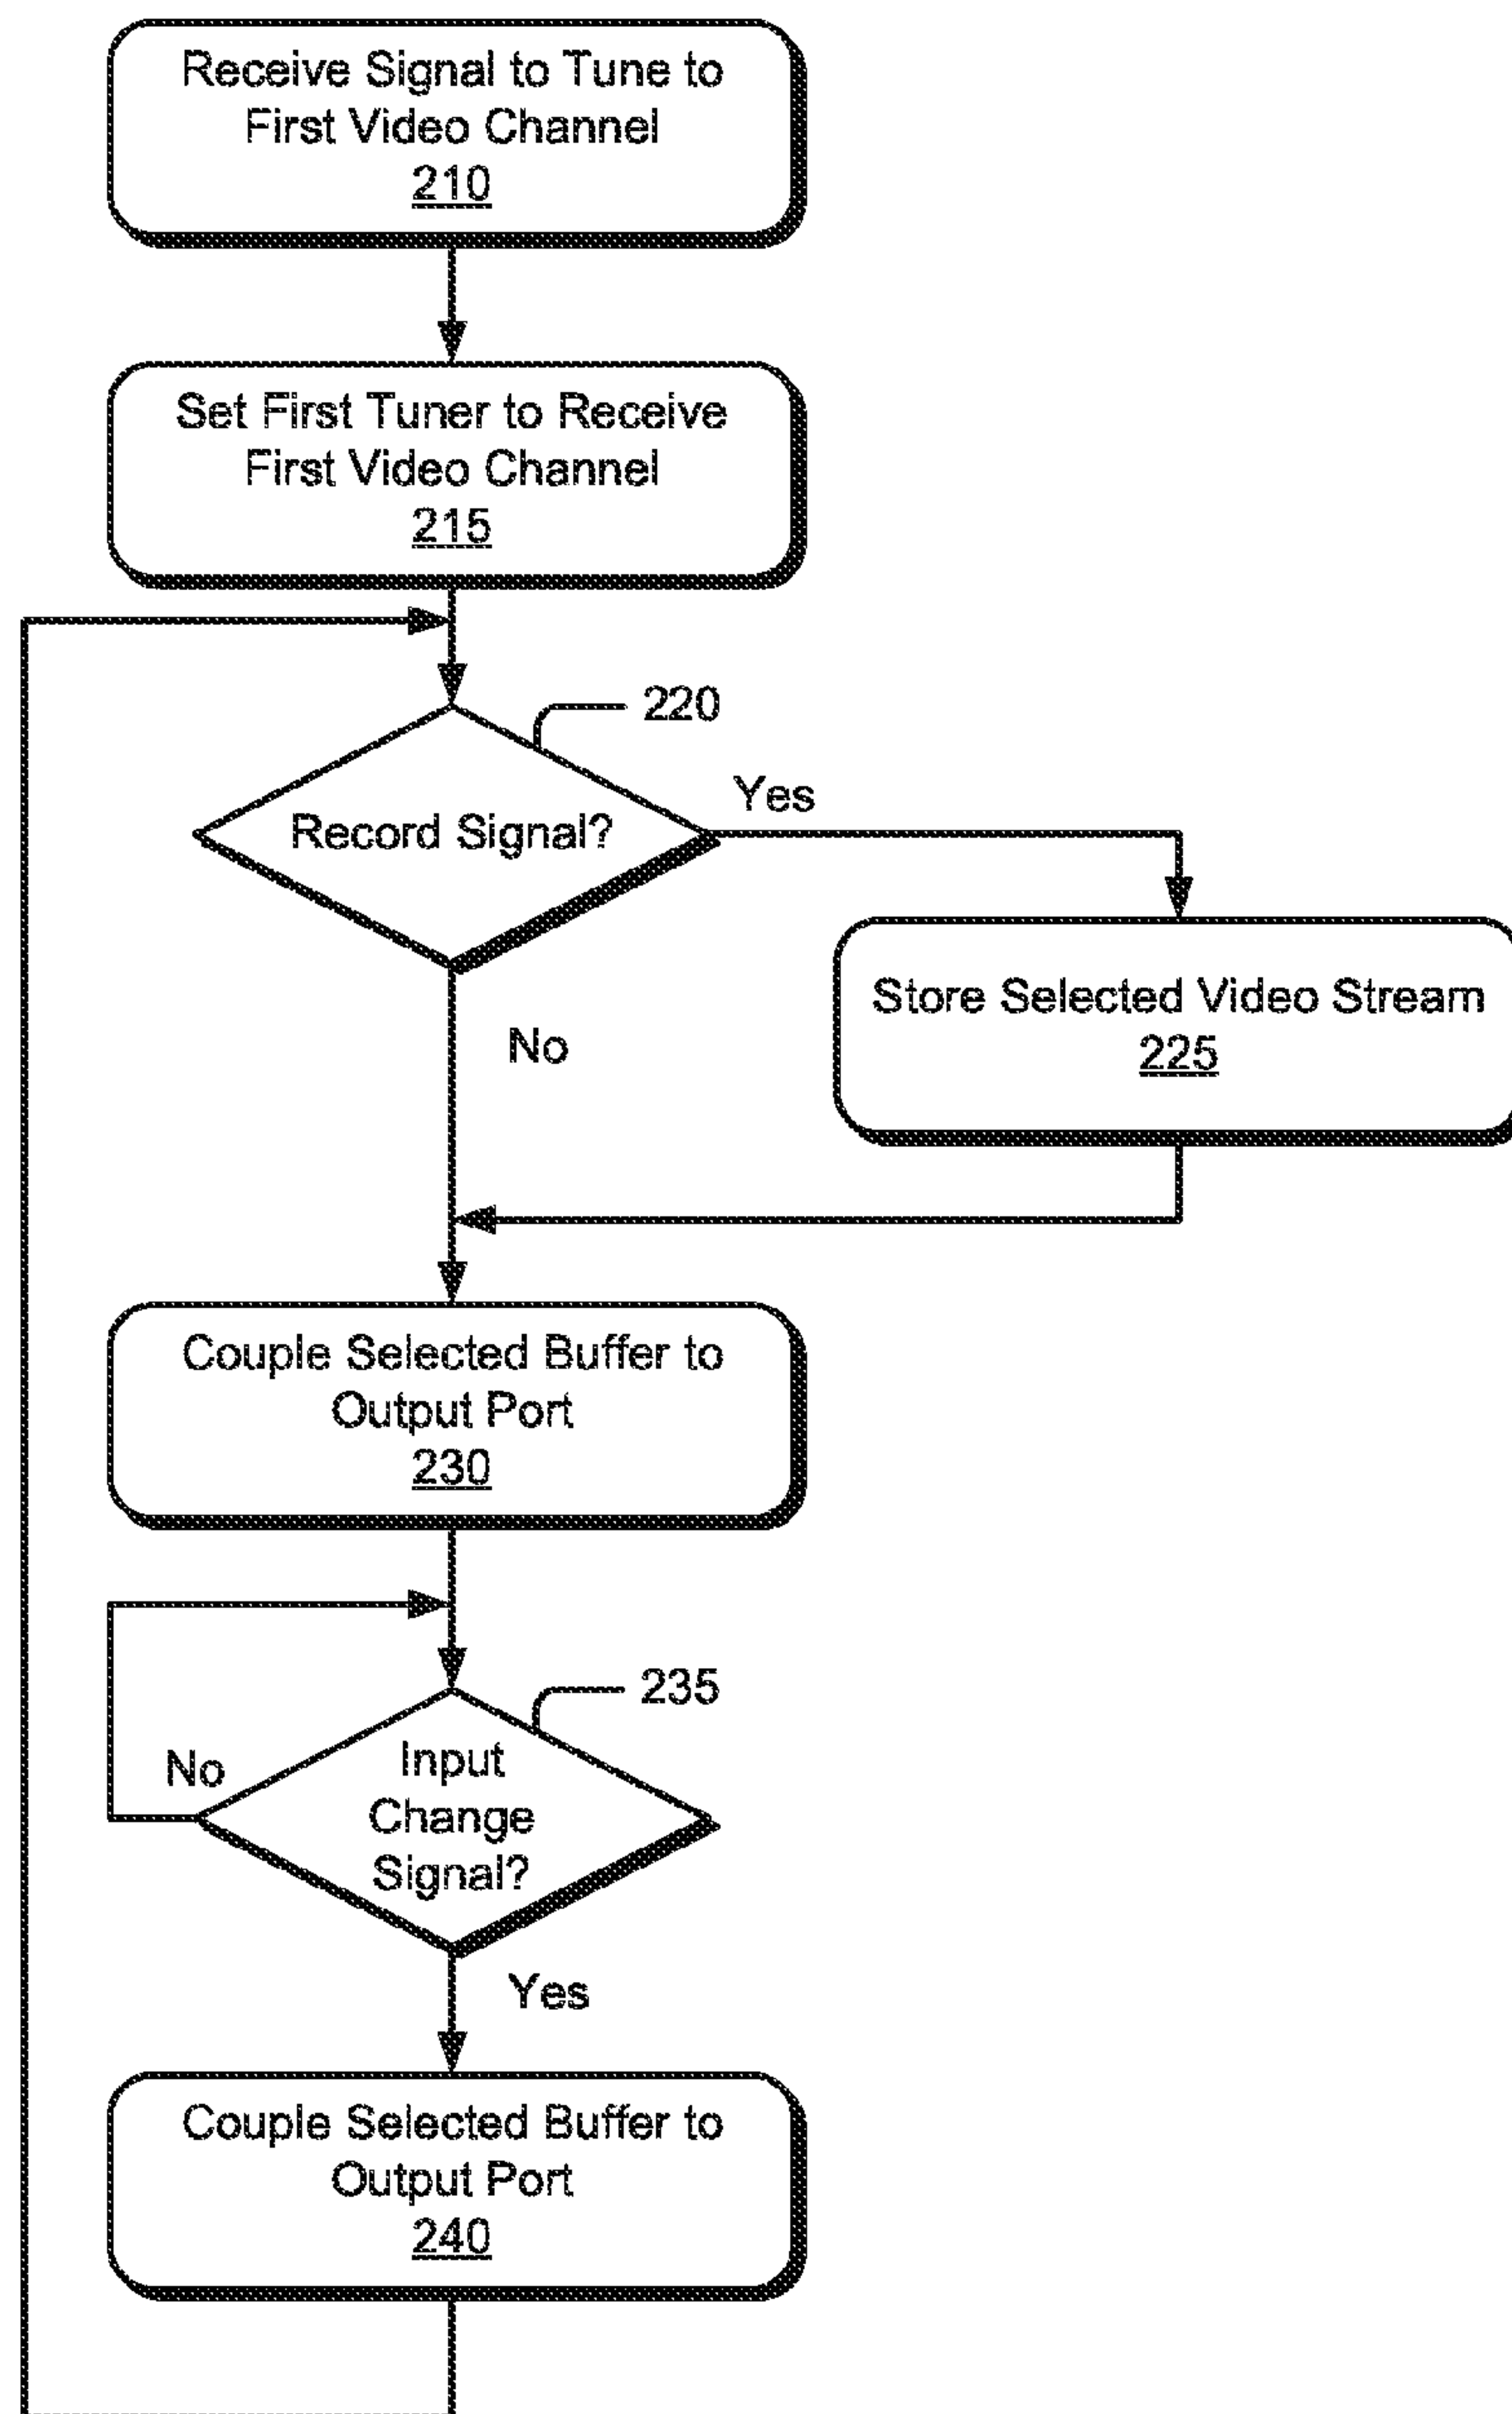 Receive Signal to Tune to
First Video Channel
210
Set First Tuner to Receive
First Video Channel
215
220
Record Signal?
Yes
No
Store Selected Video Stream
225
Couple Selected Buffer to
Output Port
230
235
Input
Change
Signal?
No
Yes
Couple Selected Buffer to
Output Port
240